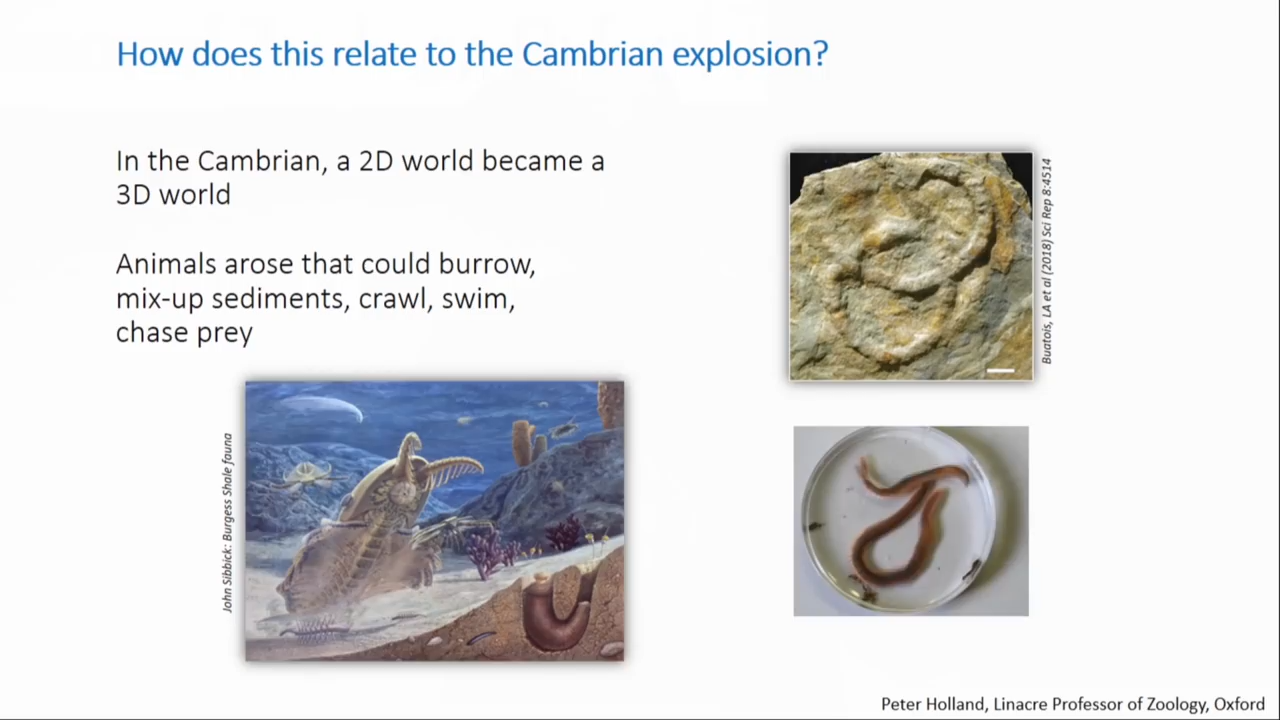 How does this relate to the Cambrian explosion?
In the Cambrian, a 2D world became a
3D world
Animals arose that could burrow,
mix-up sediments, crawl, swim,
chase prey
Buatois, LA et al (2018) Sci Rep 8:4514
John Sibbick: Burgess Shale fauna
Peter Holland, Linacre Professor of Zoology, Oxford